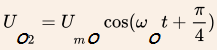 U_{O2} = U_{mO} cos(ω_O t + π/4)